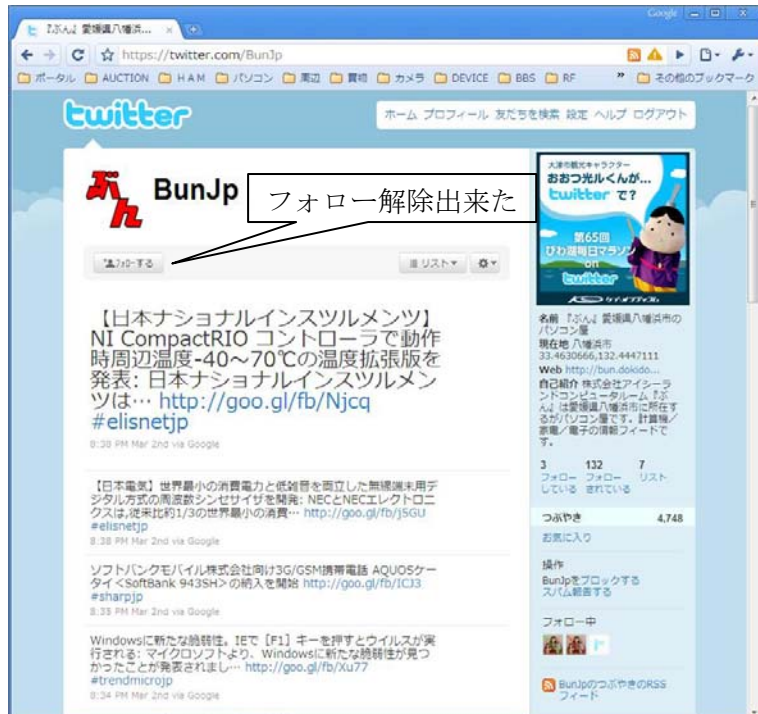 Google
『ぶん』 愛媛県八幡浜...
https://twitter.com/BunJp
ポータル AUCTION HAM パソコン 周辺 買物 カメラ DEVICE BBS RF » その他のブックマーク
twitter
ホーム プロフィール 友だちを検索 設定 ヘルプ ログアウト
ぶん
BunJp
フォロー解除出来た
フォローする
リスト
【日本ナショナルインスツルメンツ】
NI CompactRIO コントローラで動作
時周辺温度-40~70℃の温度拡張版を
発表: 日本ナショナルインスツルメン
ツは… http://goo.gl/fb/Njcq
#elisnetjp
8:38 PM Mar 2nd via Google
【日本電気】世界最小の消費電力と低雑音を両立した無線端末用デ
ジタル方式の周波数シンセサイザを開発: NECとNECエレクトロニ
クスは,従来比約1/3の世界最小の消費… http://goo.gl/fb/j5GU
#elisnetjp
8:38 PM Mar 2nd via Google
ソフトバンクモバイル株式会社向け3G/GSM携帯電話 AQUOSケー
タイ<SoftBank 943SH>の納入を開始 http://goo.gl/fb/ICJ3
#sharpjp
8:35 PM Mar 2nd via Google
Windowsに新たな脆弱性。IEで [F1] キーを押すとウイルスが実
行される: マイクロソフトより、Windowsに新たな脆弱性が見つ
かったことが発表されまし… http://goo.gl/fb/Xu77
#trendmicrojp
8:34 PM Mar 2nd via Google
大津市観光キャラクター
おおつ光ルくんが...
twitter で?
第65回
びわ湖毎日マラソン
on
twitter
名前 『ぶん』愛媛県八幡浜市の
パソコン屋
現在地 八幡浜市
33.4630666,132.4447111
Web http://bun.dokido...
自己紹介 株式会社アイシーラ
ンドコンピュータルーム『ぶ
ん』は愛媛県八幡浜市に所在す
るがパソコン屋です。計算機/
家電/電子の情報フィードで
す。
3 132 7
フォロー フォロー リスト
している されている
つぶやき 4,748
お気に入り
操作
BunJpをブロックする
スパム報告する
フォロー中
BunJpのつぶやきのRSS
フィード